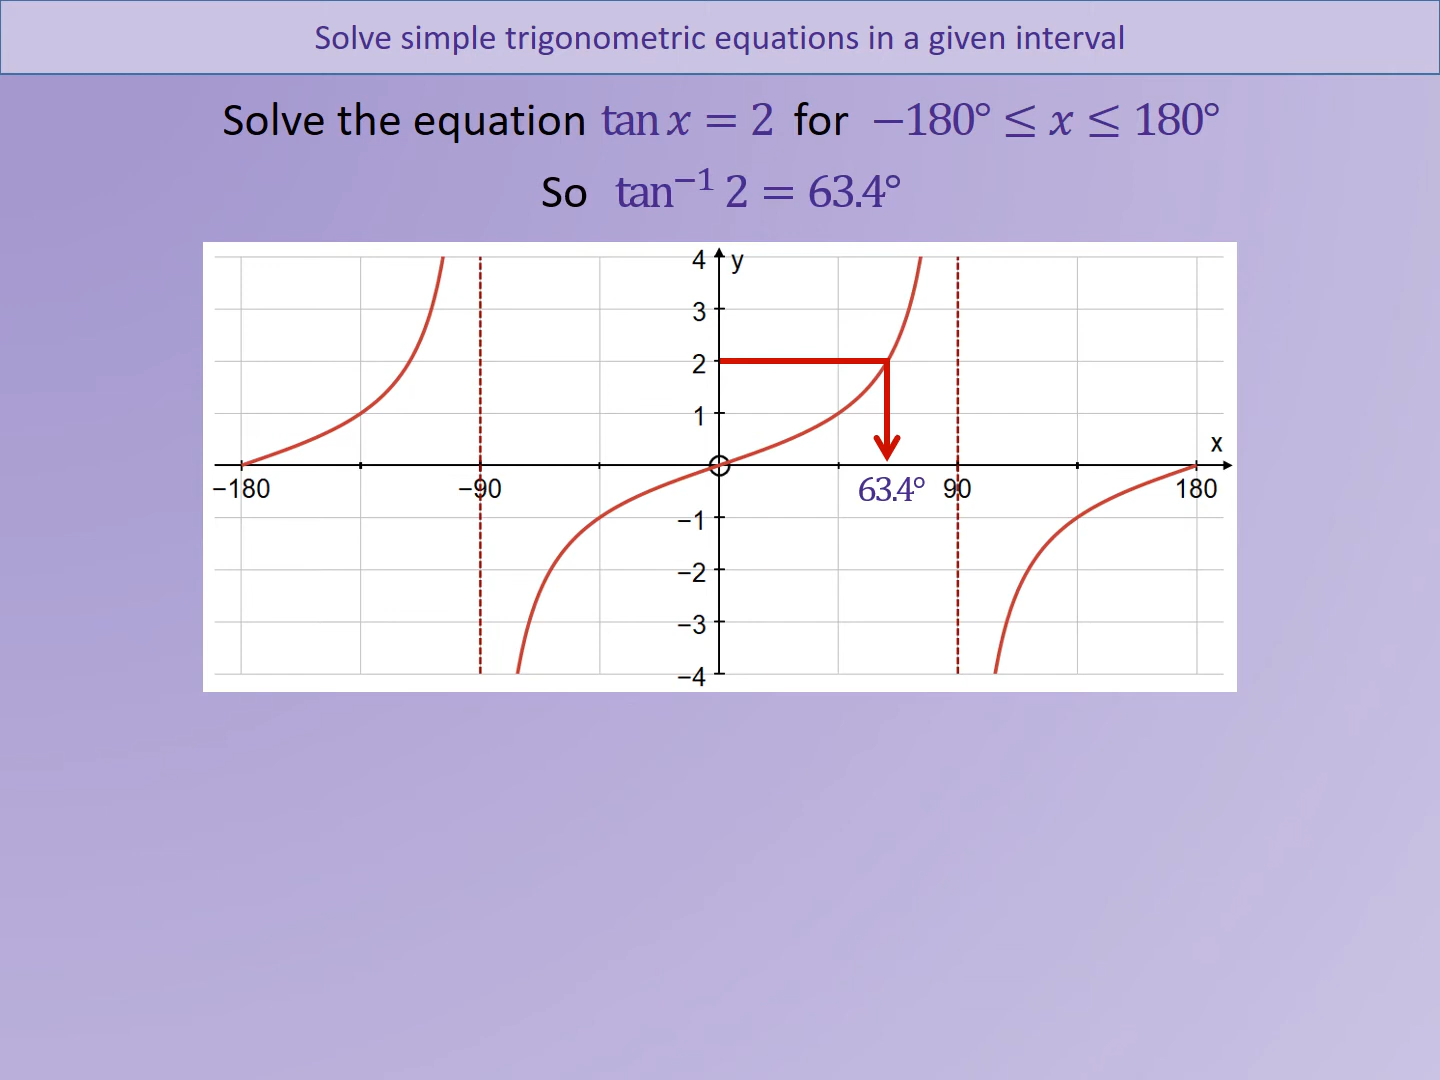 Solve simple trigonometric equations in a given interval
Solve the equation tan x = 2 for −180° ≤ x ≤ 180°
So tan⁻¹ 2 = 63.4°
4 y
3
2
1
x
−180 −90 63.4° 90 180
−1
−2
−3
−4